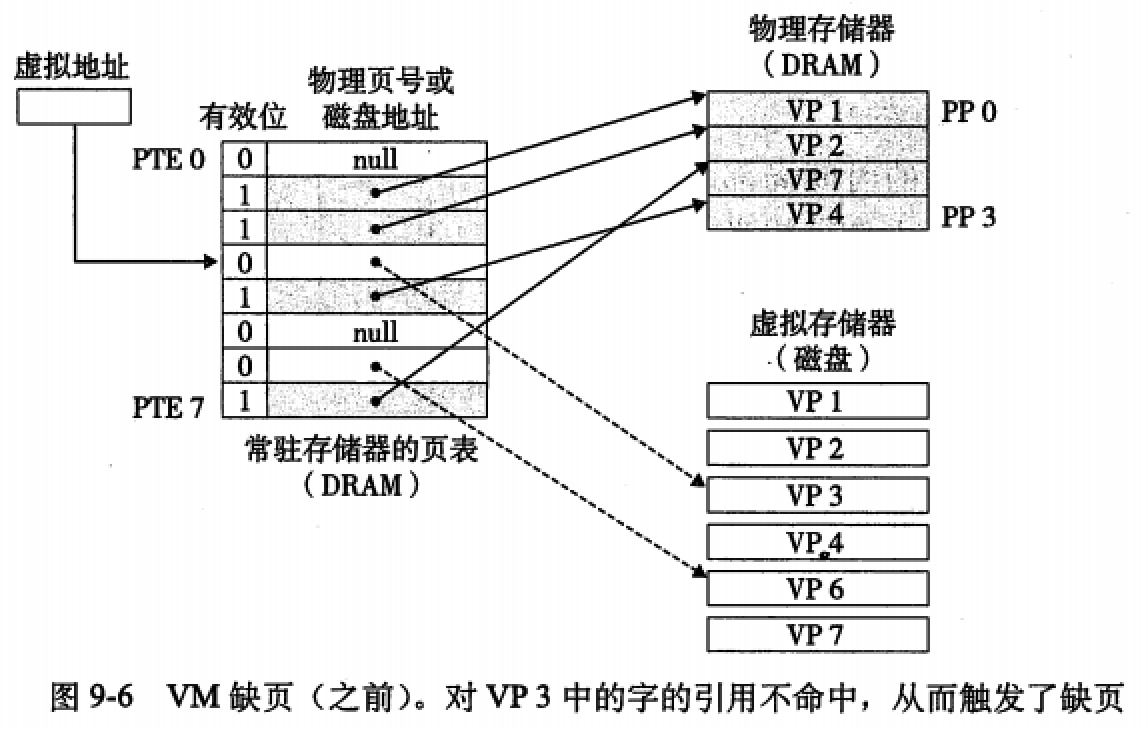 虚拟地址
有效位
物理页号或
磁盘地址
PTE 0
0
null
1
1
0
1
0
null
0
PTE 7
1
常驻存储器的页表
(DRAM)
物理存储器
(DRAM)
VP 1
PP 0
VP 2
VP 7
VP 4
PP 3
虚拟存储器
(磁盘)
VP 1
VP 2
VP 3
VP 4
VP 6
VP 7
图 9-6 VM 缺页(之前)。对 VP 3 中的字的引用不命中,从而触发了缺页